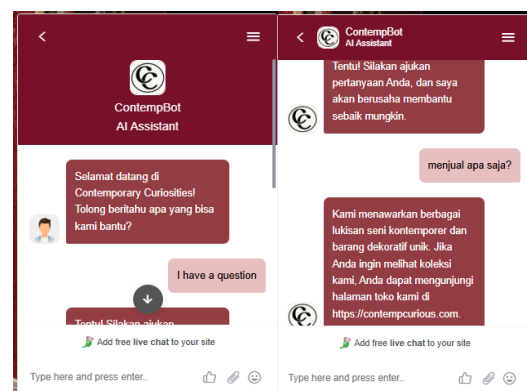 ContempBot
AI Assistant
Selamat datang di
Contemporary Curiosities!
Tolong beritahu apa yang bisa
kami bantu?
I have a question
Tentu! Silakan ajukan
Add free live chat to your site
Type here and press enter..
ContempBot
AI Assistant
Tentu! Silakan ajukan
pertanyaan Anda, dan saya
akan berusaha membantu
sebaik mungkin.
menjual apa saja?
Kami menawarkan berbagai
lukisan seni kontemporer dan
barang dekoratif unik. Jika
Anda ingin melihat koleksi
kami, Anda dapat mengunjungi
halaman toko kami di
https://contempcurious.com.
Add free live chat to your site
Type here and press enter..